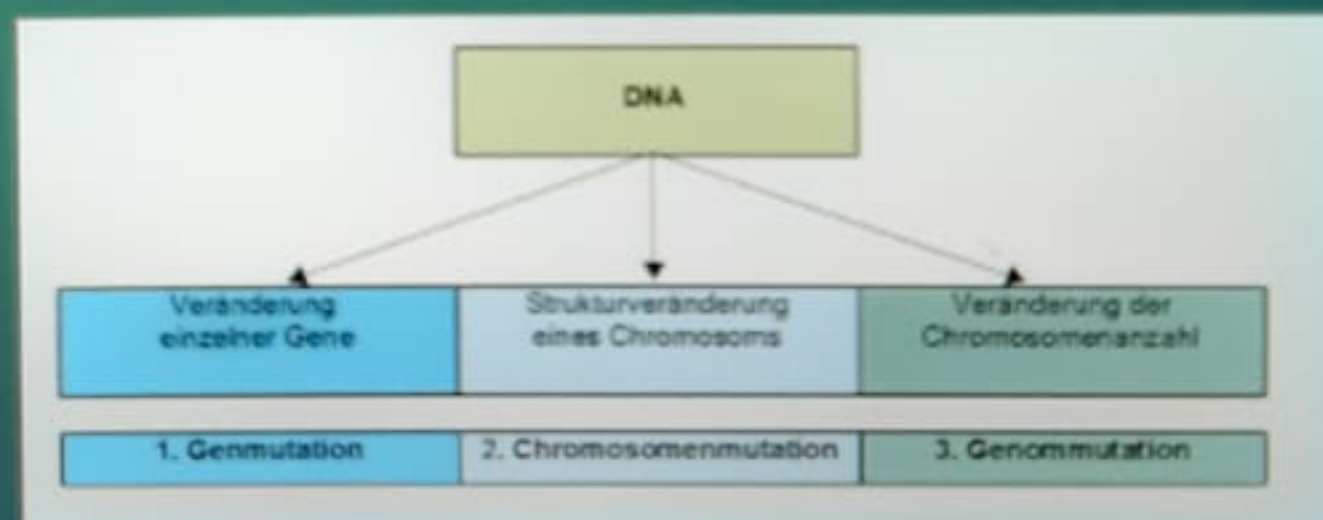 DNA
Veränderung
einzelner Gene
Strukturveränderung
eines Chromosoms
Veränderung der
Chromosomenanzahl
1. Genmutation
2. Chromosomenmutation
3. Genommutation